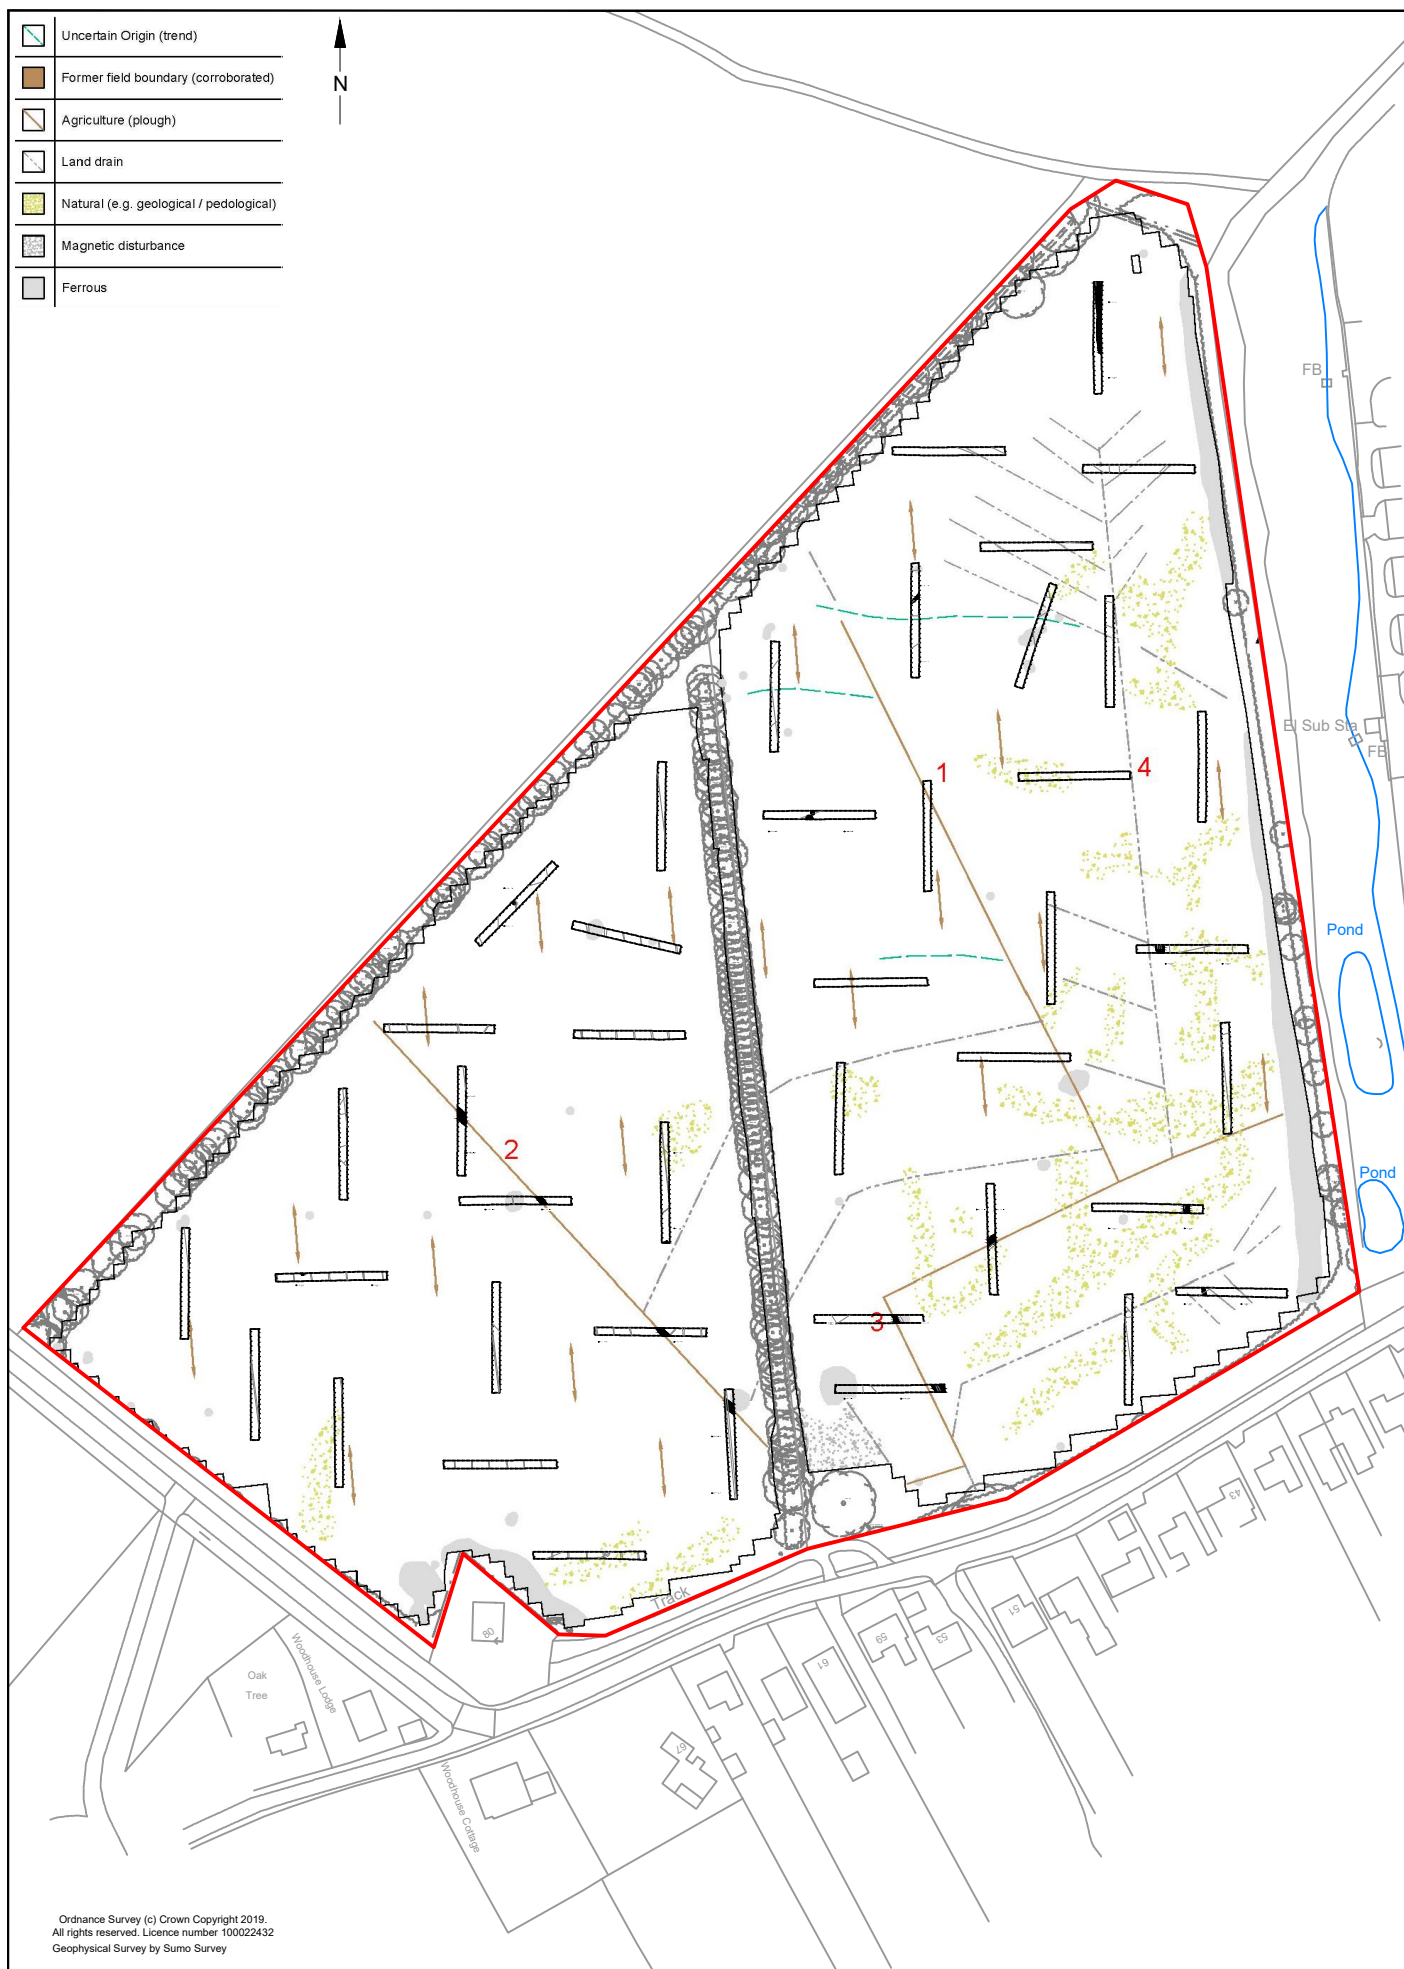 Uncertain Origin (trend)
Former field boundary (corroborated)
Agriculture (plough)
Land drain
Natural (e.g. geological / pedological)
Magnetic disturbance
Ferrous
N
FB
El Sub Sta
FB
1
4
Pond
2
Pond
3
Track
80
Oak
Tree
Woodhouse Lodge
Woodhouse Cottage
67
61
59
53
51
43
Ordnance Survey (c) Crown Copyright 2019.
All rights reserved. Licence number 100022432
Geophysical Survey by Sumo Survey